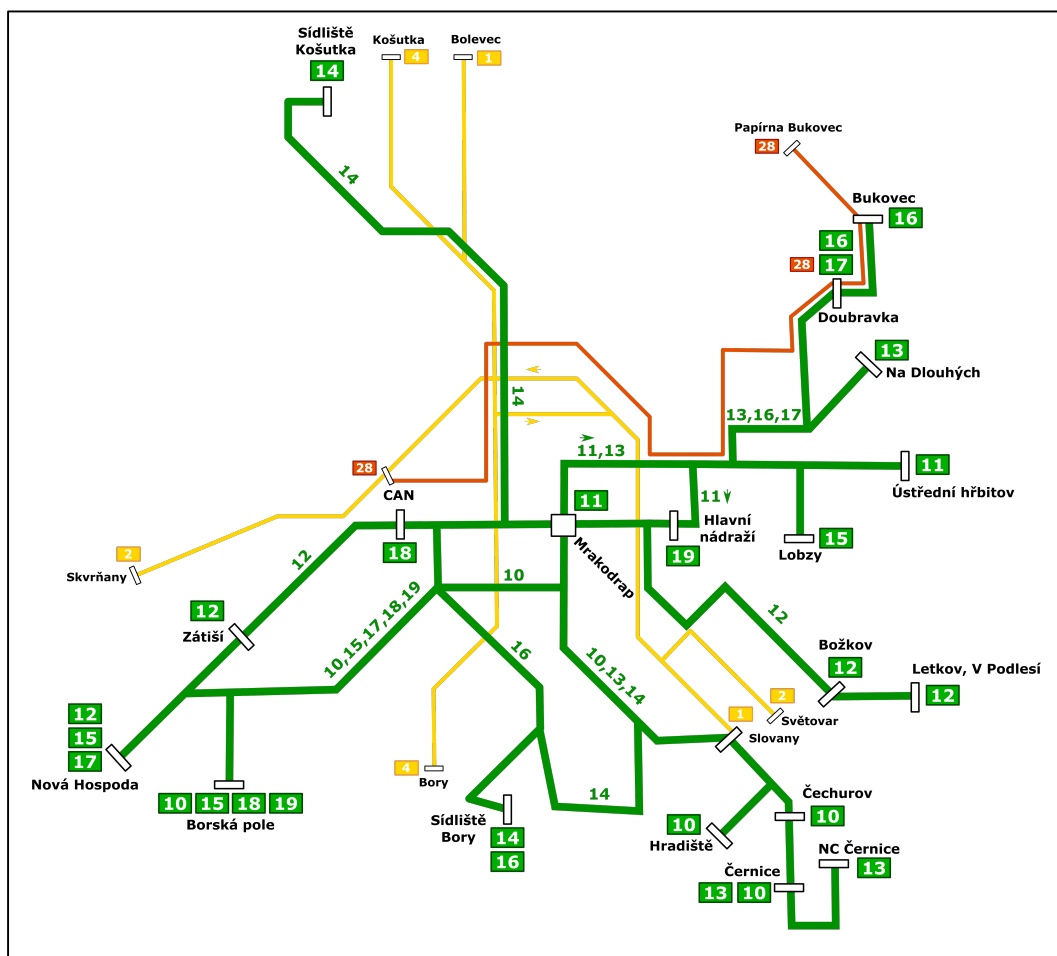 Sídliště
Košutka
14
Košutka
4
Bolevec
1
14
Papírna Bukovec
28
Bukovec
16
16
28 17
Doubravka
13
Na Dlouhých
14
13,16,17
11,13
11
Ústřední hřbitov
28
CAN
11
11
Hlavní
nádraží
18
Mrakodrap
19
15
Lobzy
2
Skvrňany
12
10
12
Zátiší
10,15,17,18,19
16
12
10,13,14
Božkov
12
Letkov, V Podlesí
12
2
Světovar
1
Slovany
12
15
17
Nová Hospoda
4
Bory
10 15 18 19
Borská pole
14
Sídliště
Bory
14
16
10
Hradiště
Čechurov
10
NC Černice
13
Černice
13 10